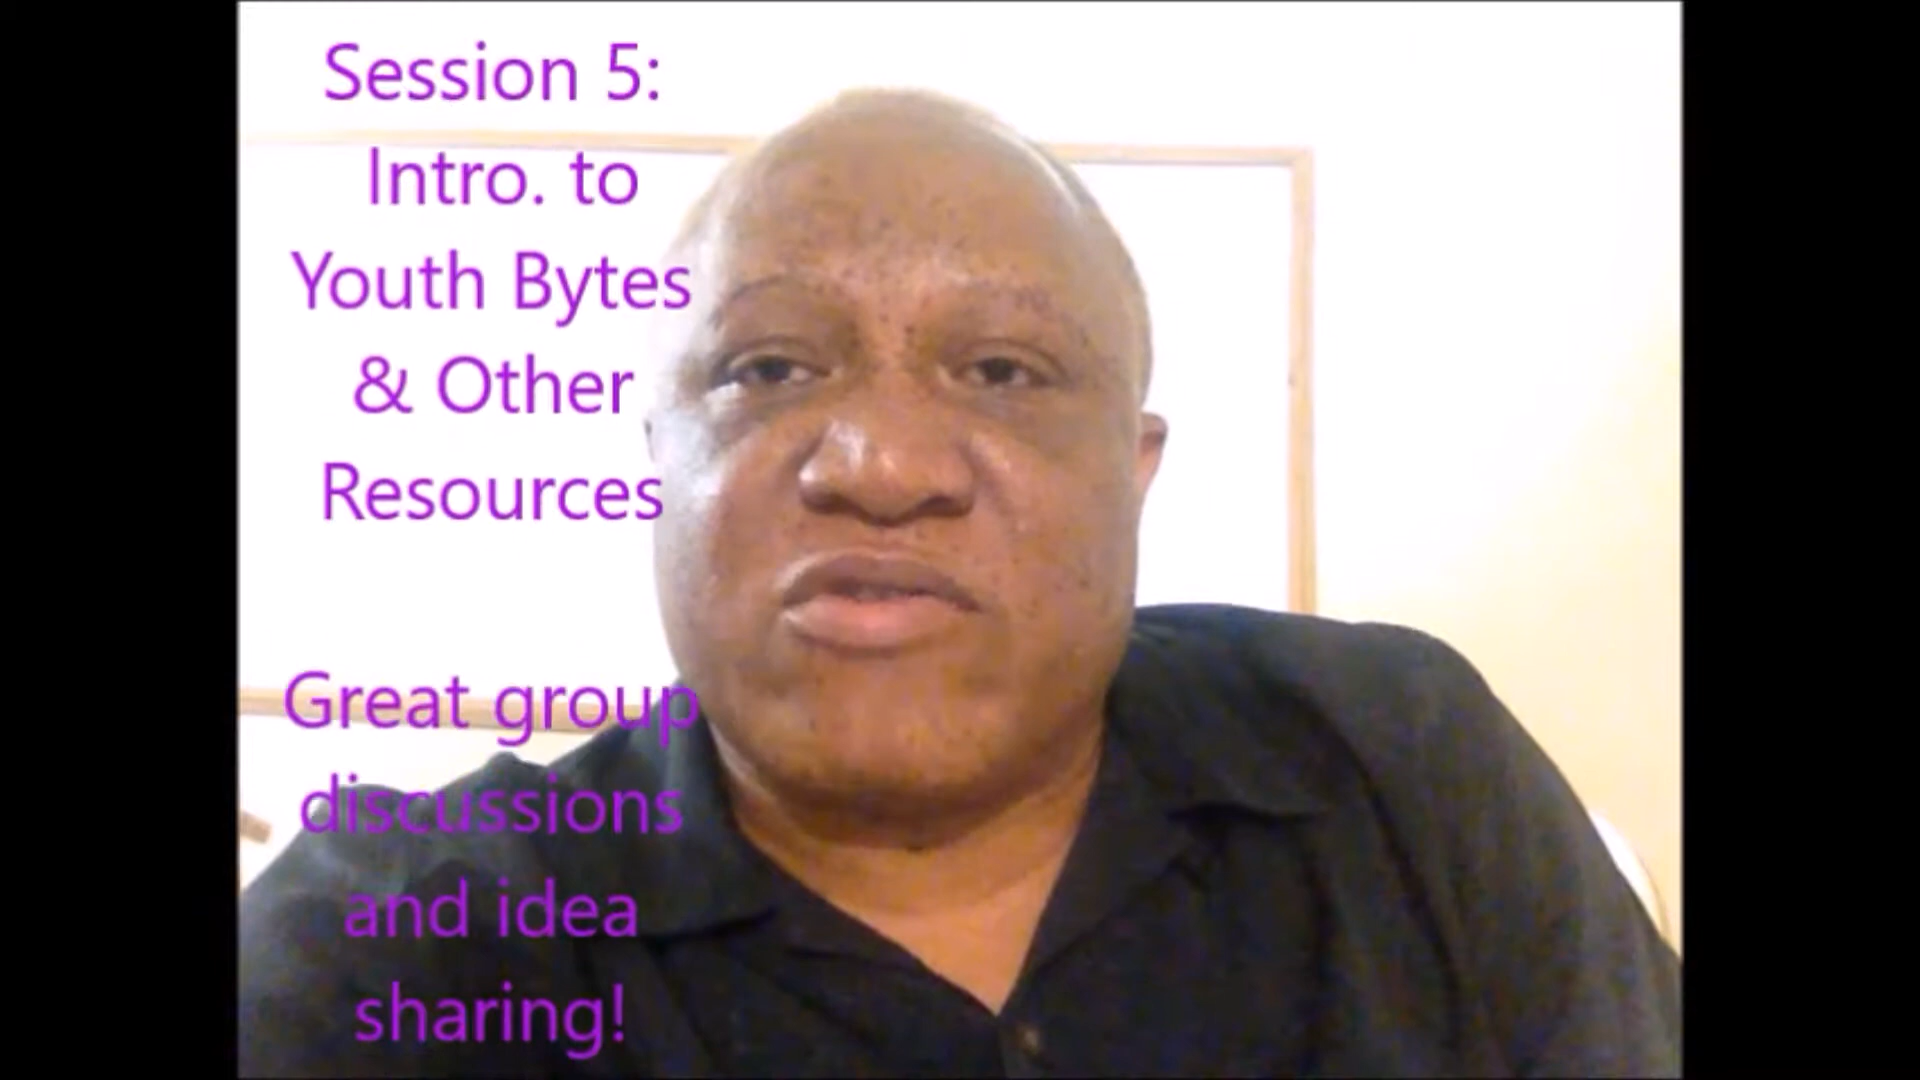 Session 5:
Intro. to
Youth Bytes
& Other
Resources
Great group
discussions
and idea
sharing!